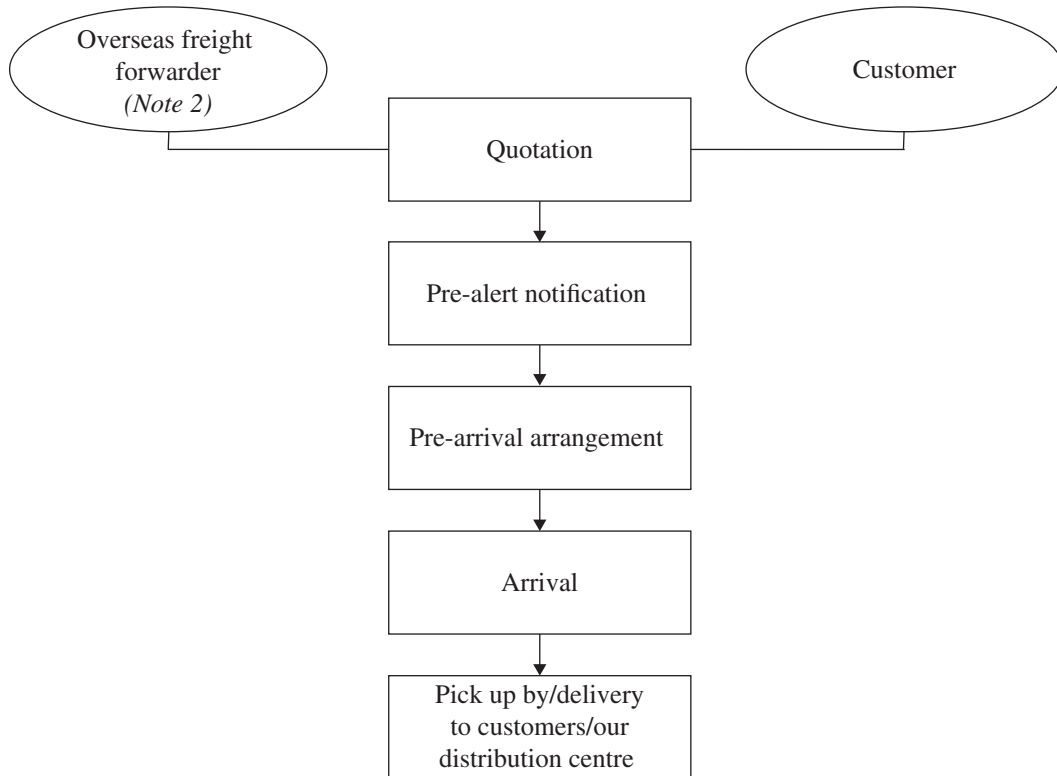 Overseas freight
forwarder
(Note 2)
Customer
Quotation
Pre-alert notification
Pre-arrival arrangement
Arrival
Pick up by/delivery
to customers/our
distribution centre